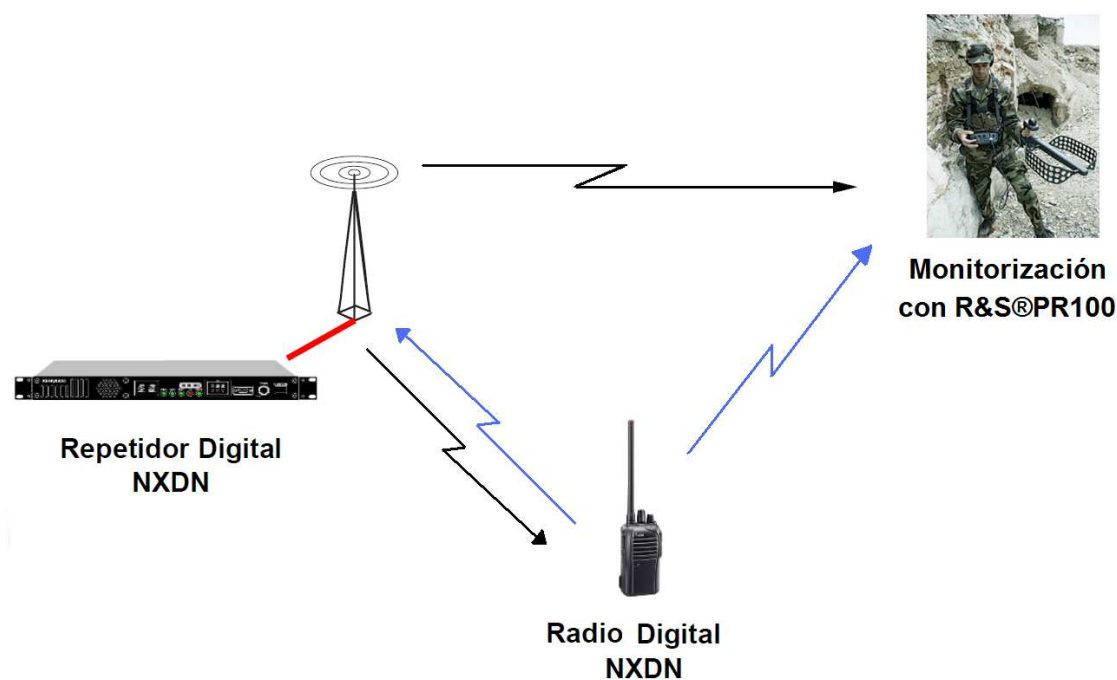 Monitorización
con R&S®PR100
Repetidor Digital
NXDN
Radio Digital
NXDN